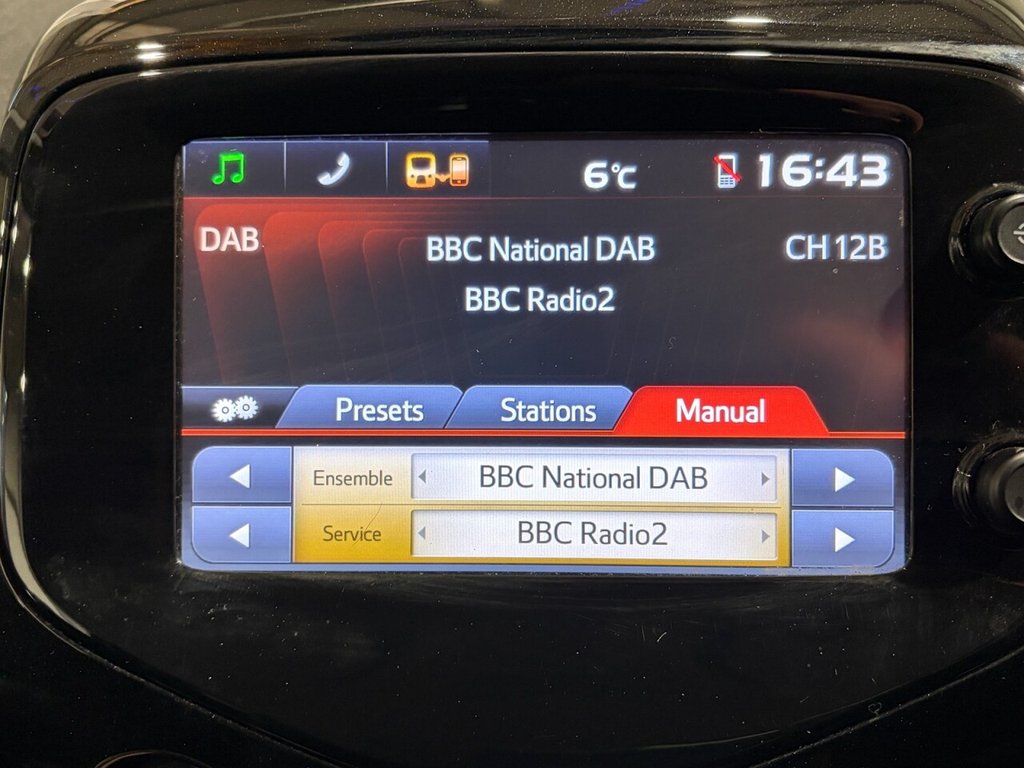 6°C 16:43
DAB BBC National DAB CH 12B
BBC Radio2
Presets Stations Manual
Ensemble BBC National DAB
Service BBC Radio2